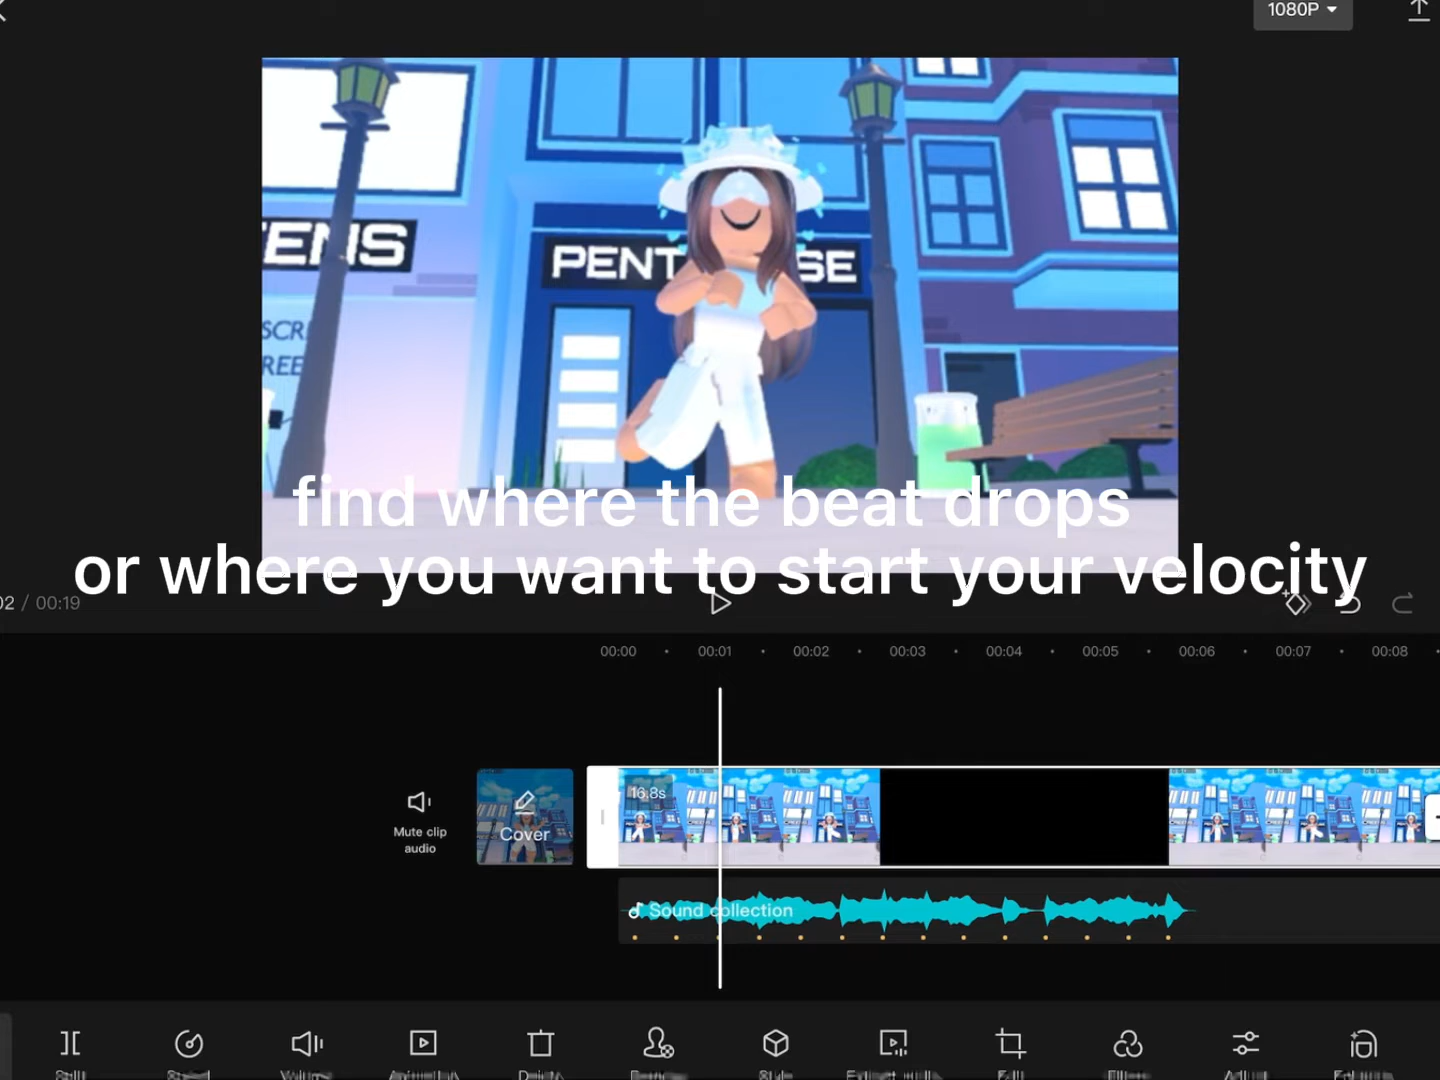 1080P
ENS
PENT SE
SCR
REE
find where the beat drops
or where you want to start your velocity
02 / 00:19
00:00 00:01 00:02 00:03 00:04 00:05 00:06 00:07 00:08
16.8s
Mute clip
audio
Cover
Sound collection